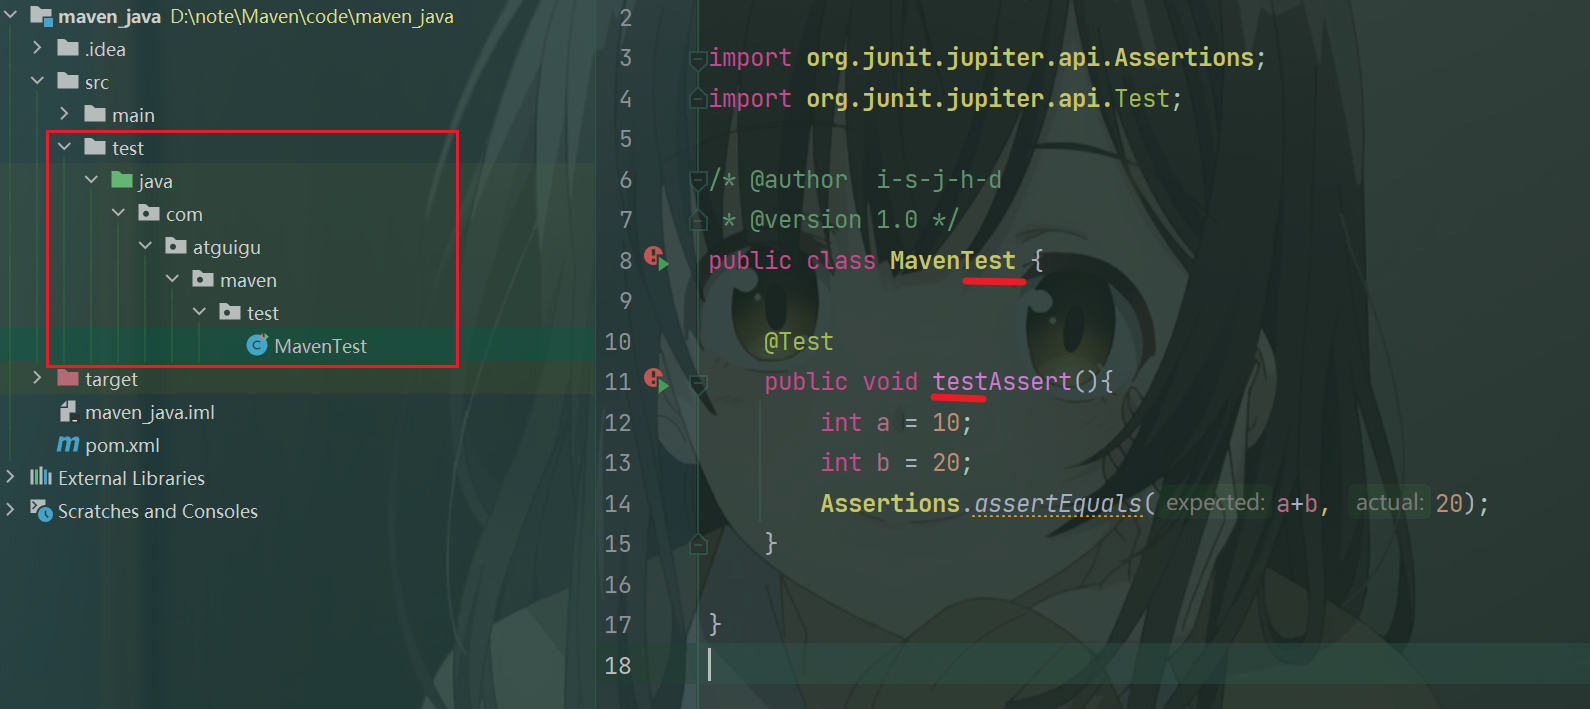 maven_java D:\note\Maven\code\maven_java
.idea
src
main
test
java
com
atguigu
maven
test
MavenTest
target
maven_java.iml
m pom.xml
External Libraries
Scratches and Consoles
2
3 import org.junit.jupiter.api.Assertions;
4 import org.junit.jupiter.api.Test;
5
6 /* @author  i-s-j-h-d
7  * @version 1.0 */
8 public class MavenTest {
9
10     @Test
11     public void testAssert(){
12         int a = 10;
13         int b = 20;
14         Assertions.assertEquals( expected: a+b, actual: 20);
15     }
16
17 }
18